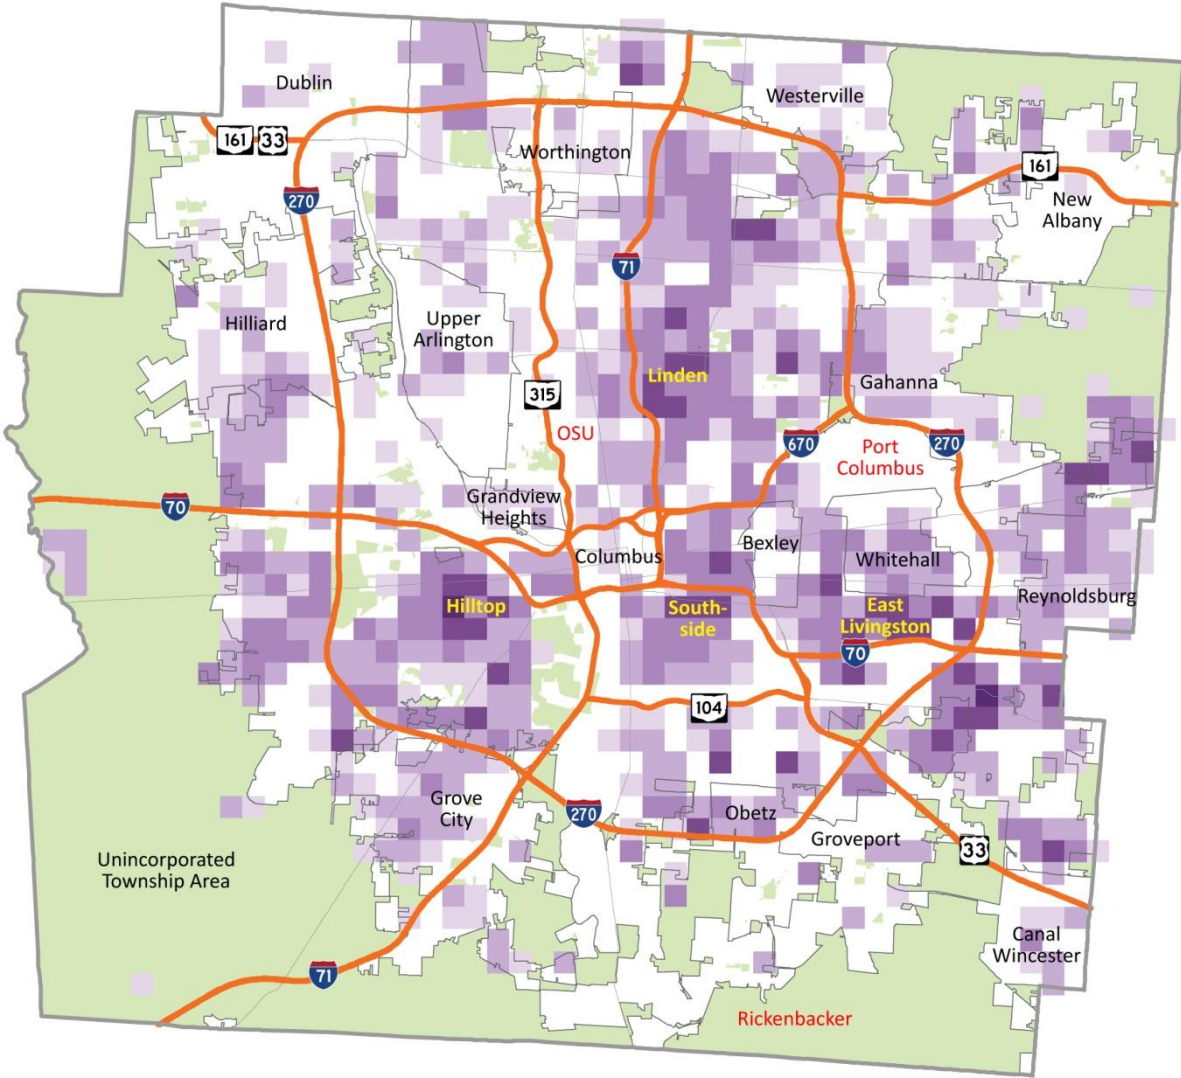 Dublin
Westerville
161
33
Worthington
161
270
New
Albany
71
Hilliard
Upper
Arlington
Linden
Gahanna
315
OSU
670
Port
Columbus
270
70
Grandview
Heights
Columbus
Bexley
Whitehall
Hilltop
South-
side
East
Livingston
Reynoldsburg
70
104
Grove
City
270
Obetz
Groveport
33
Unincorporated
Township Area
Canal
Winchester
71
Rickenbacker